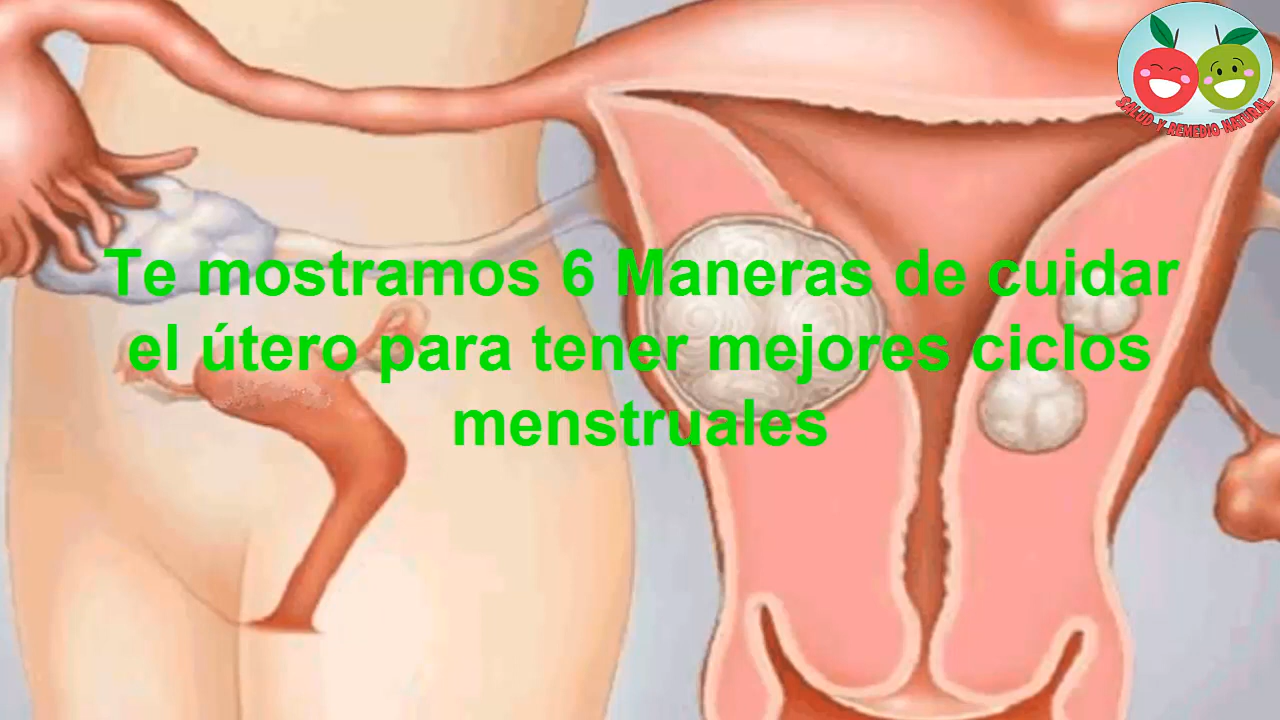 SALUD Y REMEDIO NATURAL
Te mostramos 6 Maneras de cuidar
el útero para tener mejores ciclos
menstruales